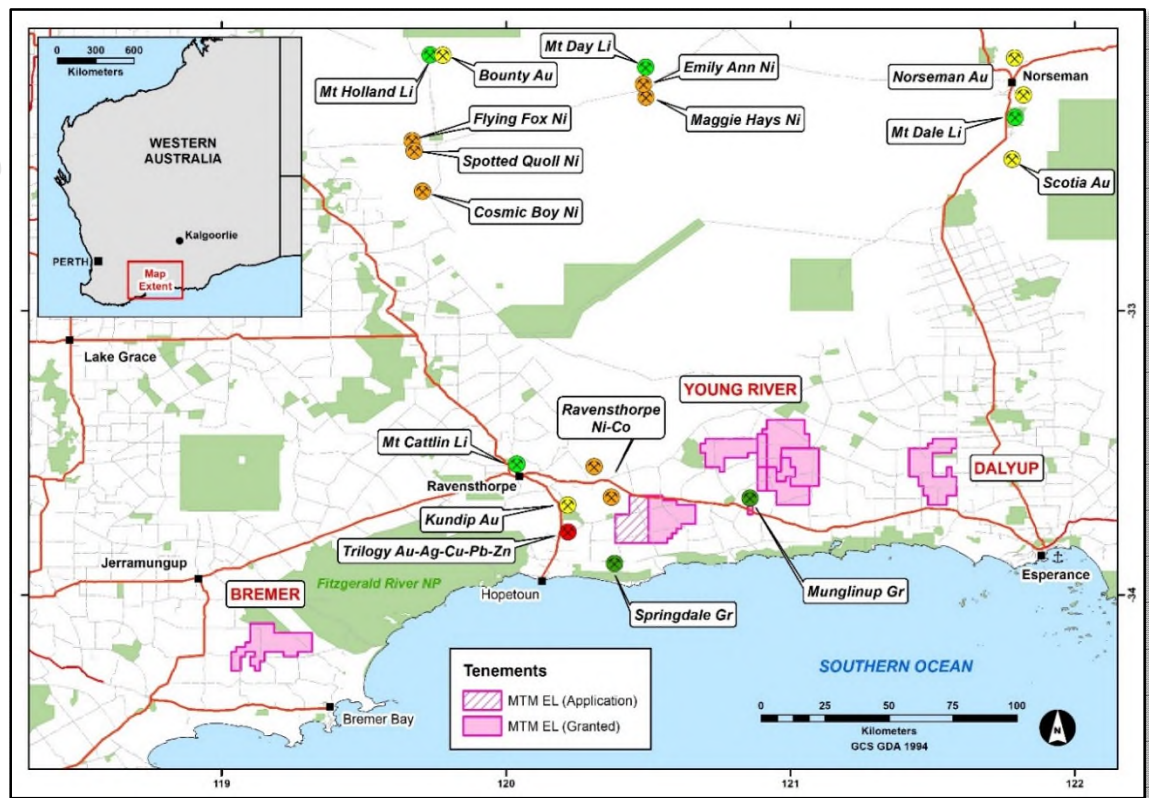 0 300 600
Kilometers
WESTERN
AUSTRALIA
Kalgoorlie
PERTH
Map
Extent
Mt Holland Li
Bounty Au
Mt Day Li
Emily Ann Ni
Maggie Hays Ni
Norseman Au
Norseman
Mt Dale Li
Scotia Au
Flying Fox Ni
Spotted Quoll Ni
Cosmic Boy Ni
-33
Lake Grace
YOUNG RIVER
Ravensthorpe
Ni-Co
Mt Cattlin Li
Ravensthorpe
DALYUP
Kundip Au
Trilogy Au-Ag-Cu-Pb-Zn
Jerramungup
Fitzgerald River NP
Hopetoun
Esperance
BREMER
Springdale Gr
Munglinup Gr
-34
Tenements
MTM EL (Application)
MTM EL (Granted)
SOUTHERN OCEAN
0 25 50 100
Kilometers
GCS GDA 1994
N
Bremer Bay
119
120
121
122